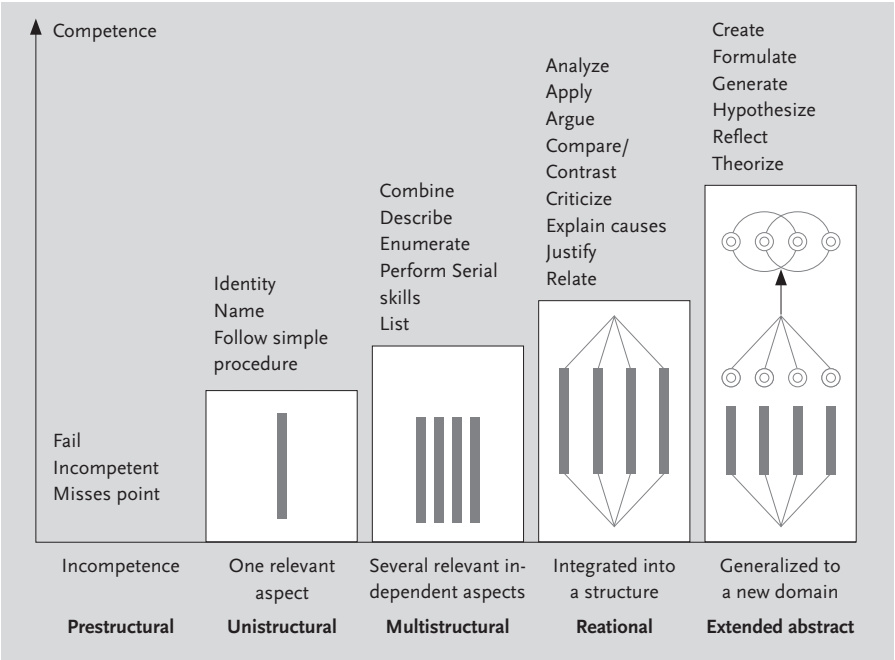 Competence
Fail
Incompetent
Misses point
Identity
Name
Follow simple
procedure
Combine
Describe
Enumerate
Perform Serial
skills
List
Analyze
Apply
Argue
Compare/
Contrast
Criticize
Explain causes
Justify
Relate
Create
Formulate
Generate
Hypothesize
Reflect
Theorize
Incompetence
One relevant
aspect
Several relevant in-
dependent aspects
Integrated into
a structure
Generalized to
a new domain
Prestructural
Unistructural
Multistructural
Reational
Extended abstract